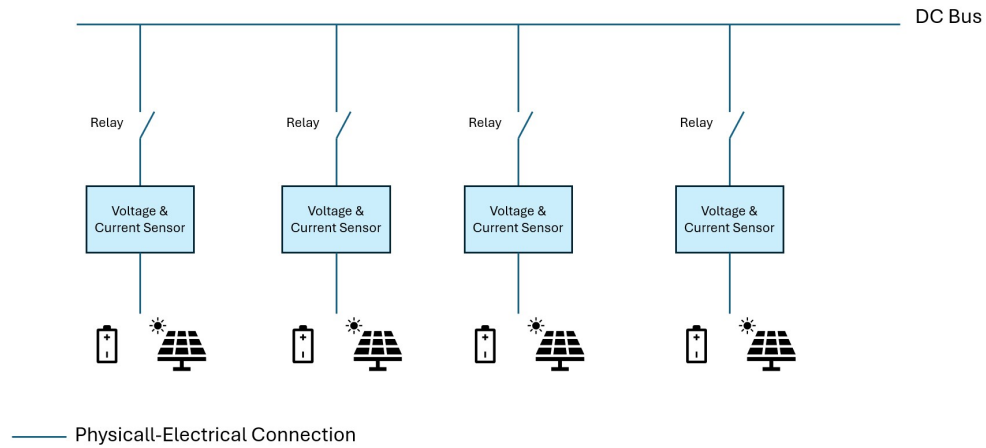 DC Bus
Relay
Relay
Relay
Relay
Voltage &
Current Sensor
Voltage &
Current Sensor
Voltage &
Current Sensor
Voltage &
Current Sensor
Physicall-Electrical Connection